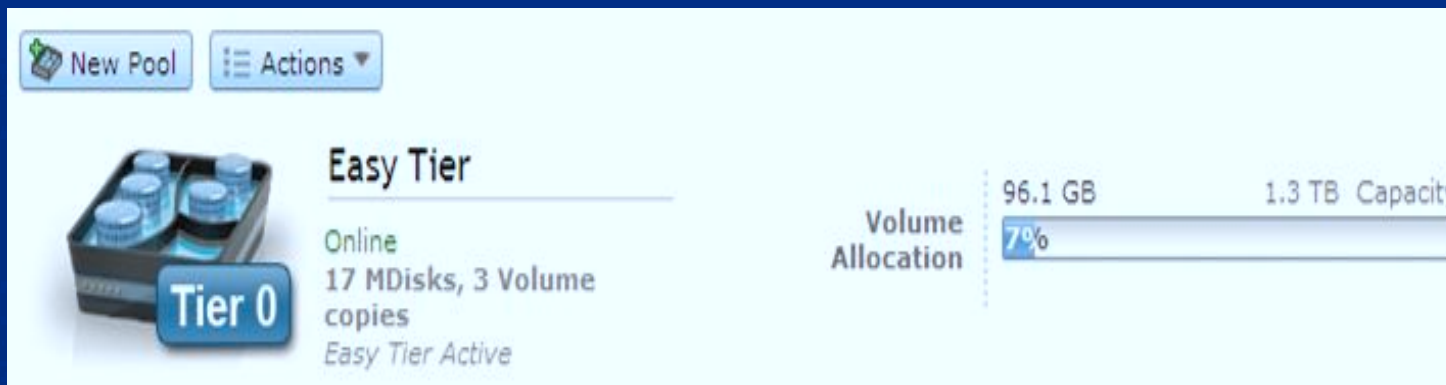 New Pool
Actions
Easy Tier
Online
17 MDisks, 3 Volume
copies
Easy Tier Active
Tier 0
Volume
Allocation
96.1 GB
1.3 TB Capacity
7%